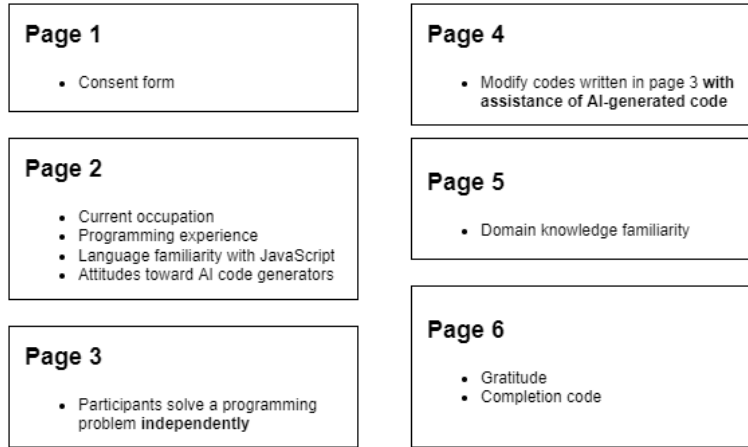 Page 1
• Consent form
Page 2
• Current occupation
• Programming experience
• Language familiarity with JavaScript
• Attitudes toward AI code generators
Page 3
• Participants solve a programming
problem independently
Page 4
• Modify codes written in page 3 with
assistance of AI-generated code
Page 5
• Domain knowledge familiarity
Page 6
• Gratitude
• Completion code